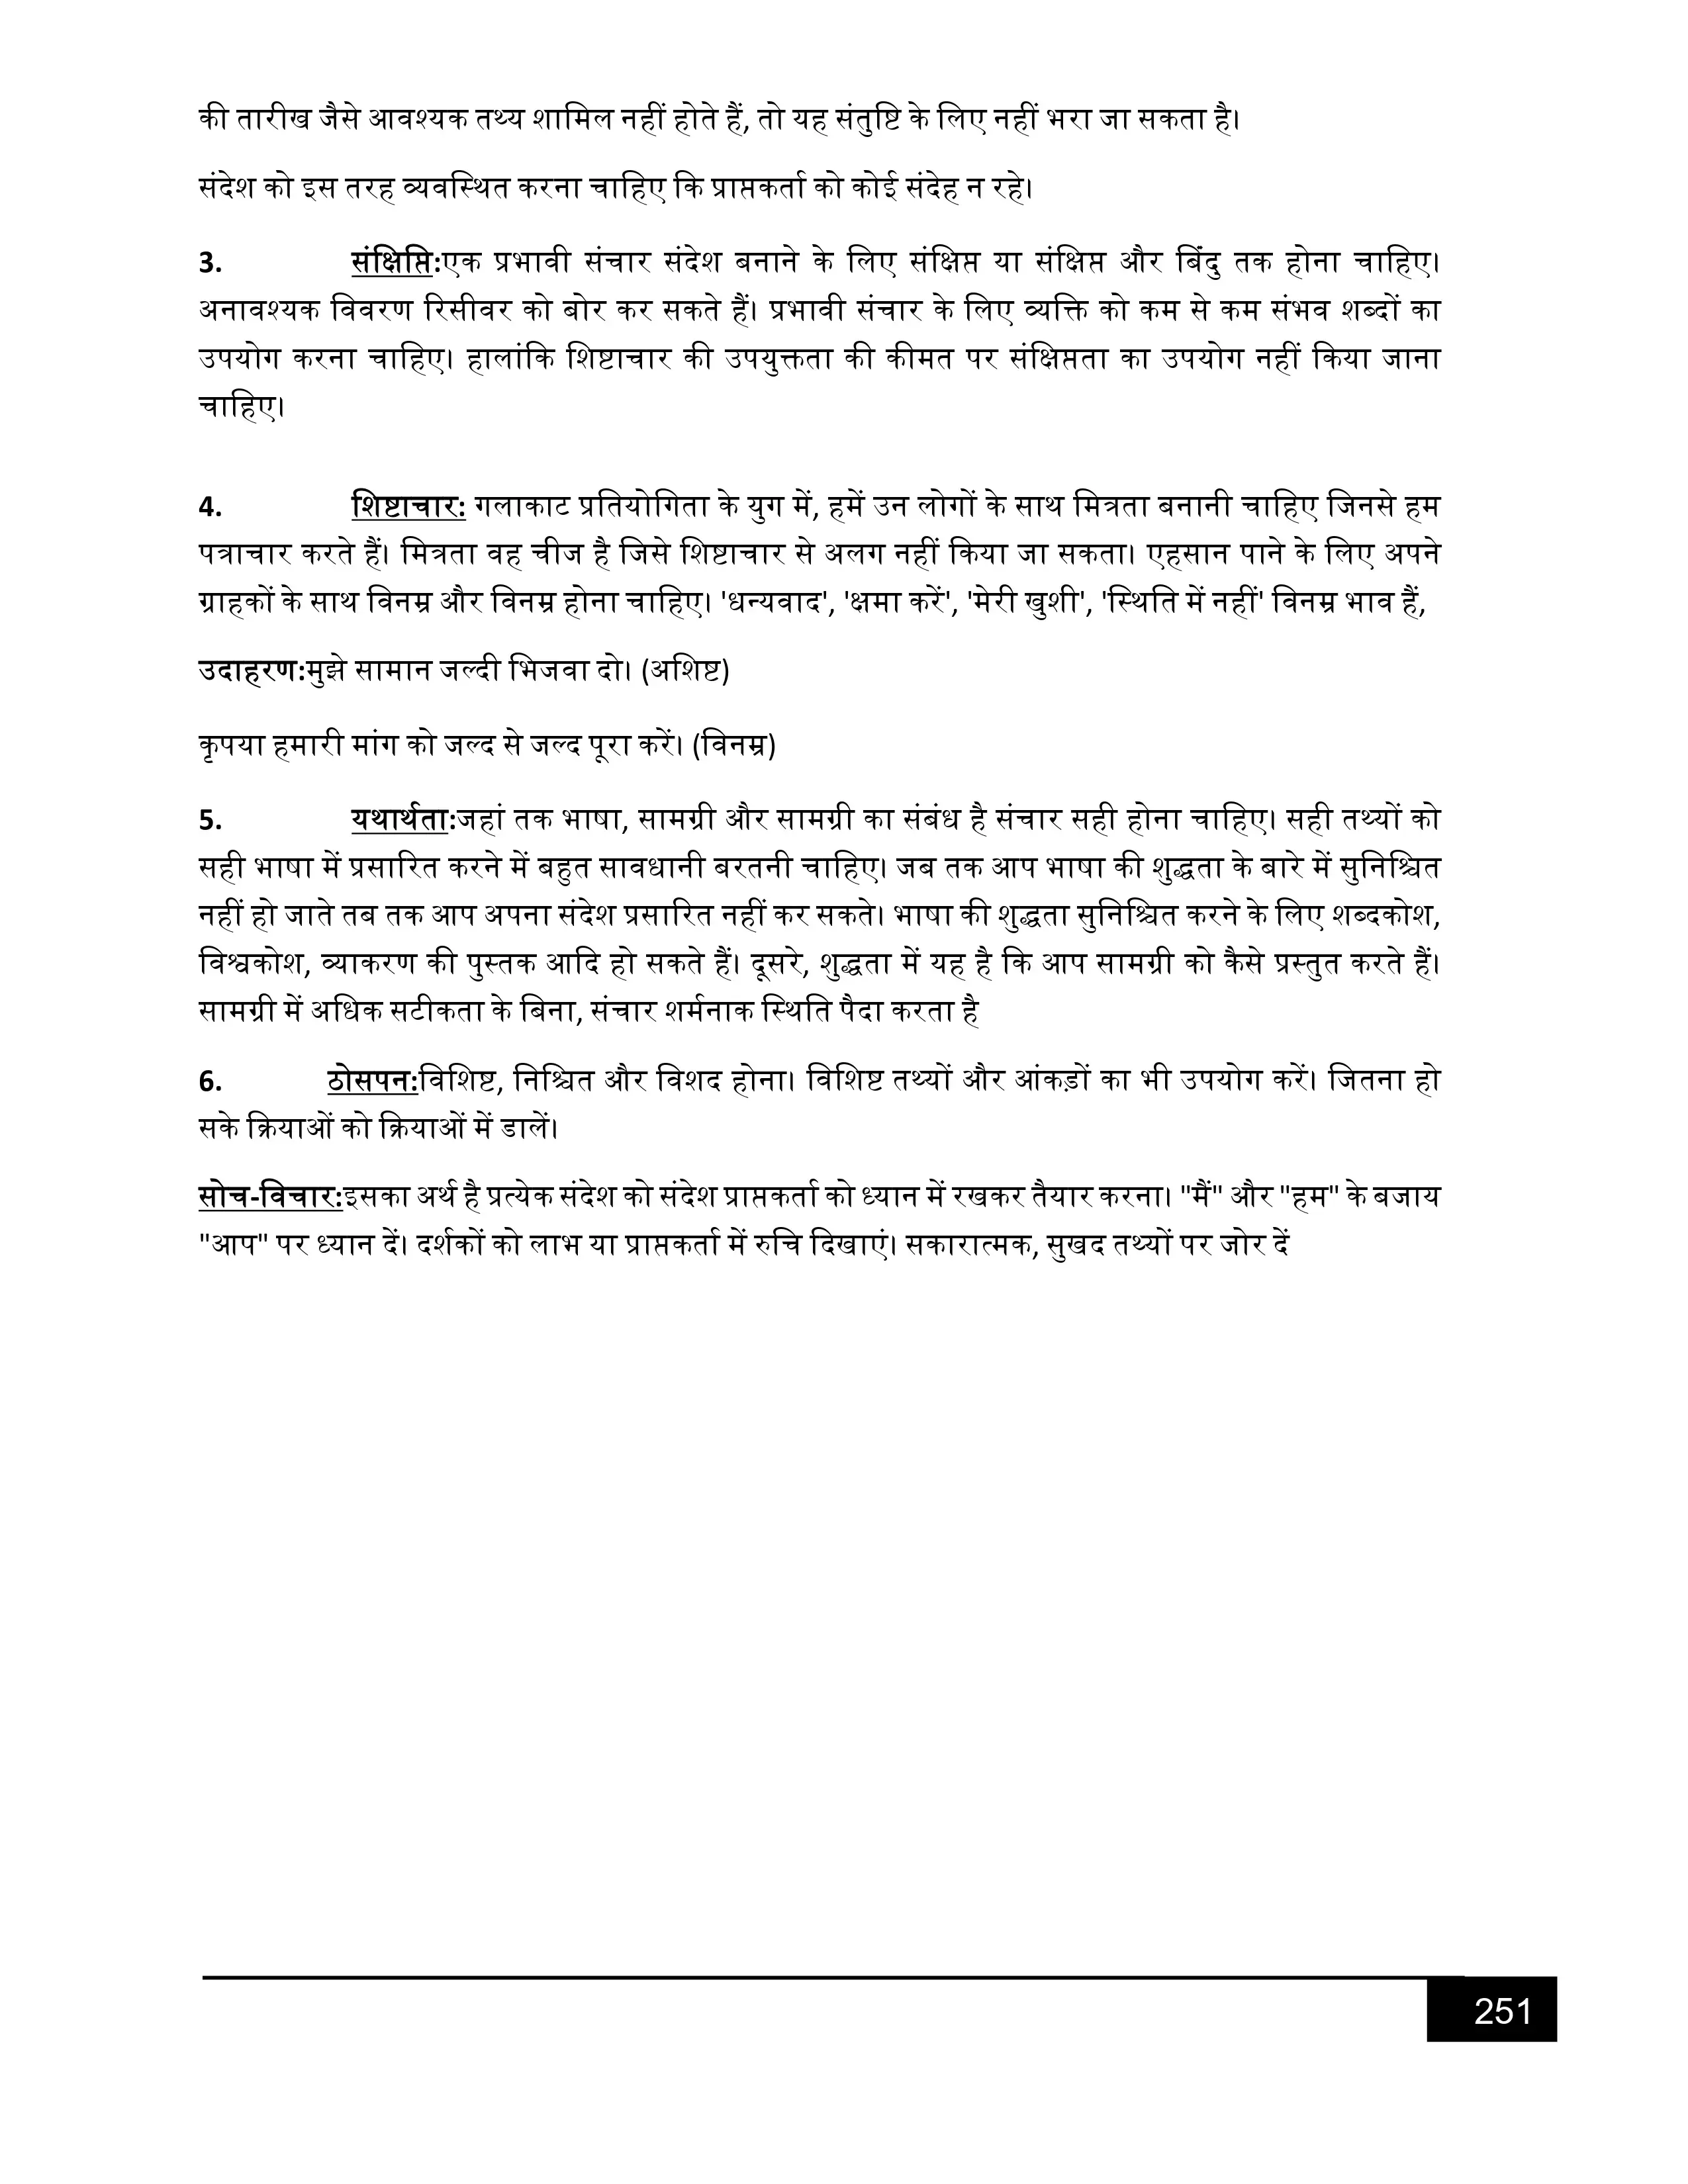 की तारीख जैसे आवश्यक तथ्य शामिल नहीं होते हैं, तो यह संतुष्टि के लिए नहीं भरा जा सकता है।
संदेश को इस तरह व्यवस्थित करना चाहिए कि प्राप्तकर्ता को कोई संदेह न रहे।
3. संक्षिप्ति:एक प्रभावी संचार संदेश बनाने के लिए संक्षिप्त या संक्षिप्त और बिंदु तक होना चाहिए।
अनावश्यक विवरण रिसीवर को बोर कर सकते हैं। प्रभावी संचार के लिए व्यक्ति को कम से कम संभव शब्दों का
उपयोग करना चाहिए। हालांकि शिष्टाचार की उपयुक्तता की कीमत पर संक्षिप्तता का उपयोग नहीं किया जाना
चाहिए।
4. शिष्टाचार: गलाकाट प्रतियोगिता के युग में, हमें उन लोगों के साथ मित्रता बनानी चाहिए जिनसे हम
पत्राचार करते हैं। मित्रता वह चीज है जिसे शिष्टाचार से अलग नहीं किया जा सकता। एहसान पाने के लिए अपने
ग्राहकों के साथ विनम्र और विनम्र होना चाहिए। 'धन्यवाद', 'क्षमा करें', 'मेरी खुशी', 'स्थिति में नहीं' विनम्र भाव हैं,
उदाहरण:मुझे सामान जल्दी भिजवा दो। (अशिष्ट)
कृपया हमारी मांग को जल्द से जल्द पूरा करें। (विनम्र)
5. यथार्थता:जहां तक भाषा, सामग्री और सामग्री का संबंध है संचार सही होना चाहिए। सही तथ्यों को
सही भाषा में प्रसारित करने में बहुत सावधानी बरतनी चाहिए। जब तक आप भाषा की शुद्धता के बारे में सुनिश्चित
नहीं हो जाते तब तक आप अपना संदेश प्रसारित नहीं कर सकते। भाषा की शुद्धता सुनिश्चित करने के लिए शब्दकोश,
विश्वकोश, व्याकरण की पुस्तक आदि हो सकते हैं। दूसरे, शुद्धता में यह है कि आप सामग्री को कैसे प्रस्तुत करते हैं।
सामग्री में अधिक सटीकता के बिना, संचार शर्मनाक स्थिति पैदा करता है
6. ठोसपन:विशिष्ट, निश्चित और विशद होना। विशिष्ट तथ्यों और आंकड़ों का भी उपयोग करें। जितना हो
सके क्रियाओं को क्रियाओं में डालें।
सोच-विचार:इसका अर्थ है प्रत्येक संदेश को संदेश प्राप्तकर्ता को ध्यान में रखकर तैयार करना। "मैं" और "हम" के बजाय
"आप" पर ध्यान दें। दर्शकों को लाभ या प्राप्तकर्ता में रुचि दिखाएं। सकारात्मक, सुखद तथ्यों पर जोर दें
251